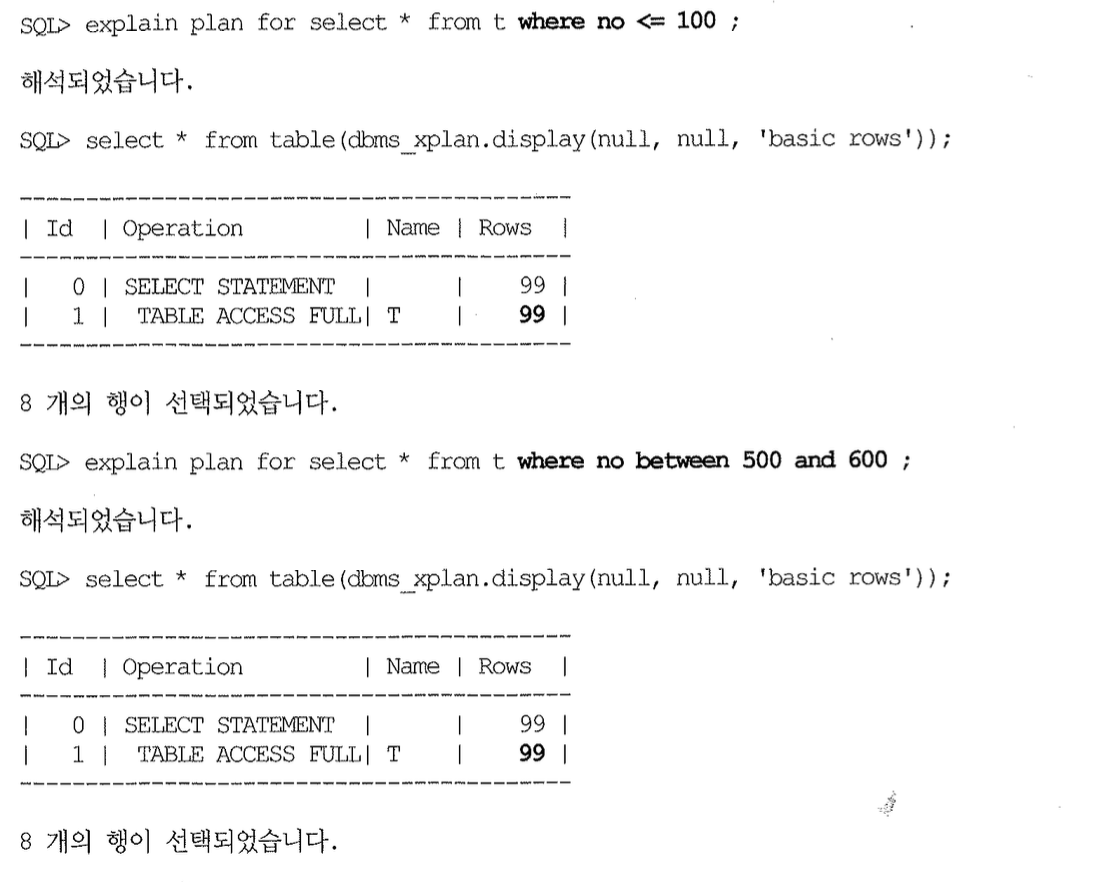 SQL> explain plan for select * from t where no <= 100 ;
해석되었습니다.
SQL> select * from table(dbms_xplan.display(null, null, 'basic rows'));
------------------------------------------
| Id  | Operation         | Name | Rows  |
------------------------------------------
|   0 | SELECT STATEMENT  |      |    99 |
|   1 |  TABLE ACCESS FULL| T    |    99 |
------------------------------------------
8 개의 행이 선택되었습니다.
SQL> explain plan for select * from t where no between 500 and 600 ;
해석되었습니다.
SQL> select * from table(dbms_xplan.display(null, null, 'basic rows'));
------------------------------------------
| Id  | Operation         | Name | Rows  |
------------------------------------------
|   0 | SELECT STATEMENT  |      |    99 |
|   1 |  TABLE ACCESS FULL| T    |    99 |
------------------------------------------
8 개의 행이 선택되었습니다.